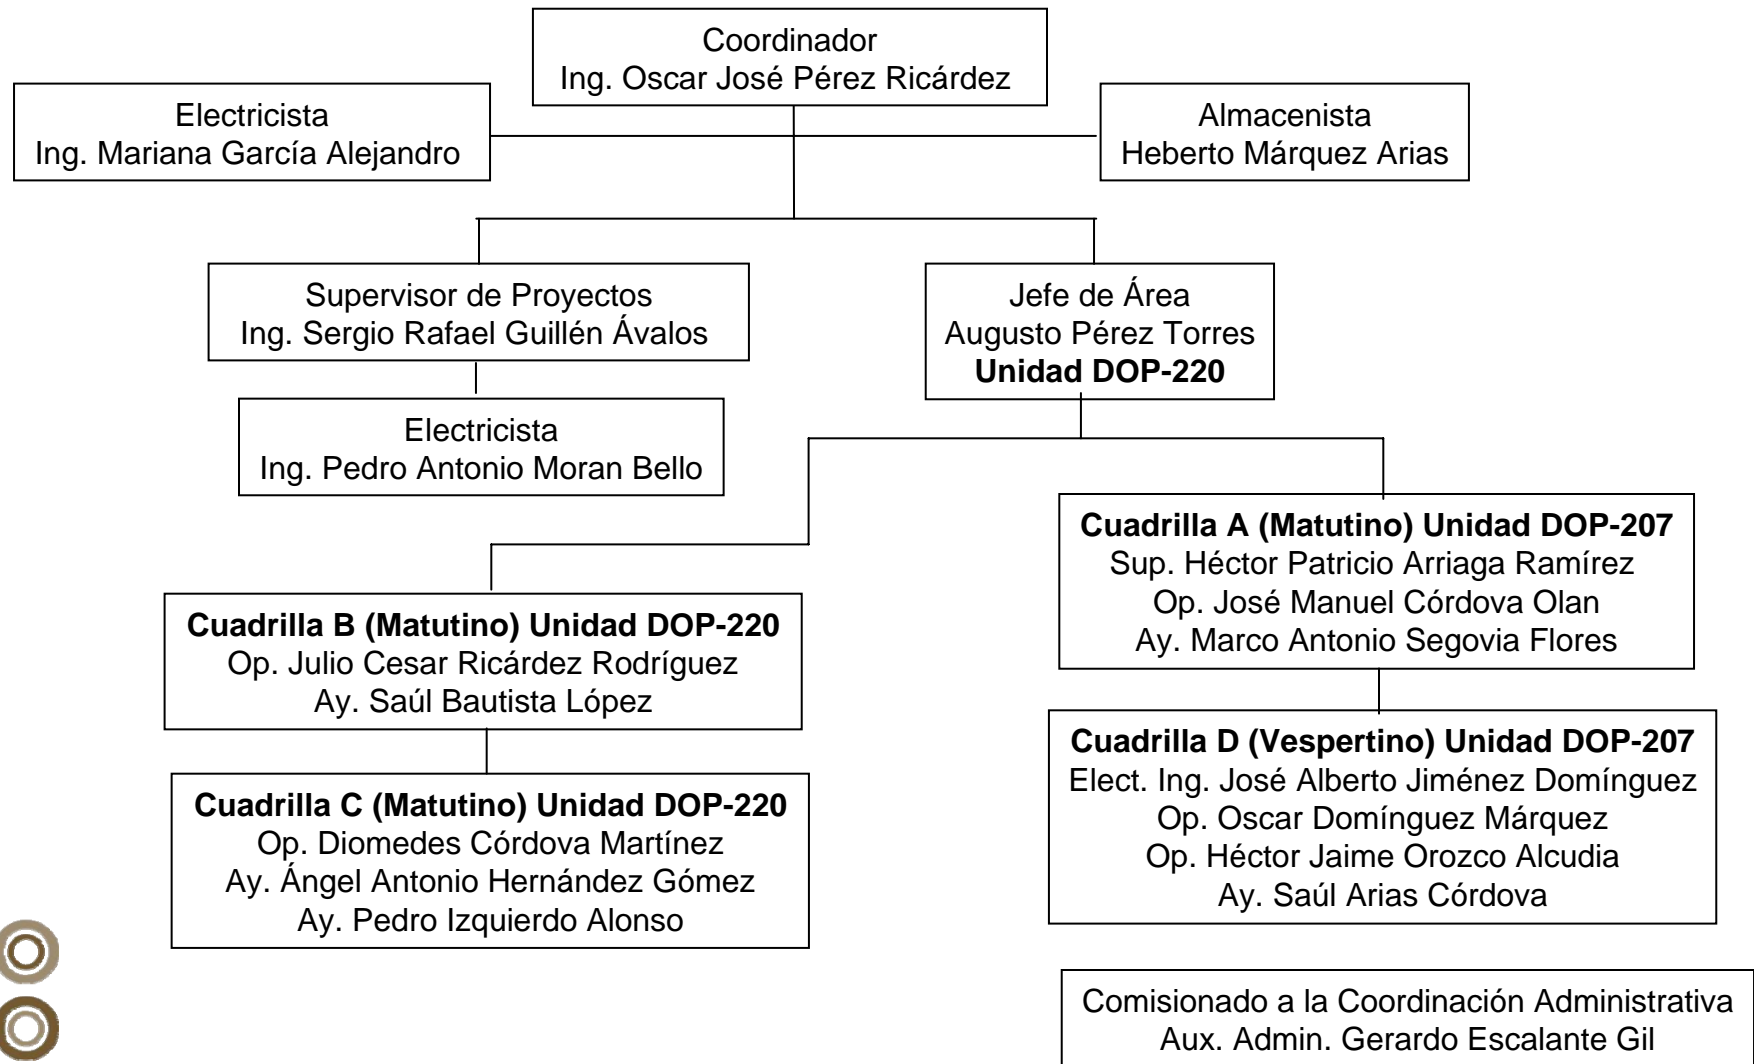 Coordinador
Ing. Oscar José Pérez Ricárdez
Electricista
Ing. Mariana García Alejandro
Almacenista
Heberto Márquez Arias
Supervisor de Proyectos
Ing. Sergio Rafael Guillén Ávalos
Jefe de Área
Augusto Pérez Torres
Unidad DOP-220
Electricista
Ing. Pedro Antonio Moran Bello
Cuadrilla A (Matutino) Unidad DOP-207
Sup. Héctor Patricio Arriaga Ramírez
Op. José Manuel Córdova Olan
Ay. Marco Antonio Segovia Flores
Cuadrilla B (Matutino) Unidad DOP-220
Op. Julio Cesar Ricárdez Rodríguez
Ay. Saúl Bautista López
Cuadrilla D (Vespertino) Unidad DOP-207
Elect. Ing. José Alberto Jiménez Domínguez
Op. Oscar Domínguez Márquez
Op. Héctor Jaime Orozco Alcudia
Ay. Saúl Arias Córdova
Cuadrilla C (Matutino) Unidad DOP-220
Op. Diomedes Córdova Martínez
Ay. Ángel Antonio Hernández Gómez
Ay. Pedro Izquierdo Alonso
Comisionado a la Coordinación Administrativa
Aux. Admin. Gerardo Escalante Gil